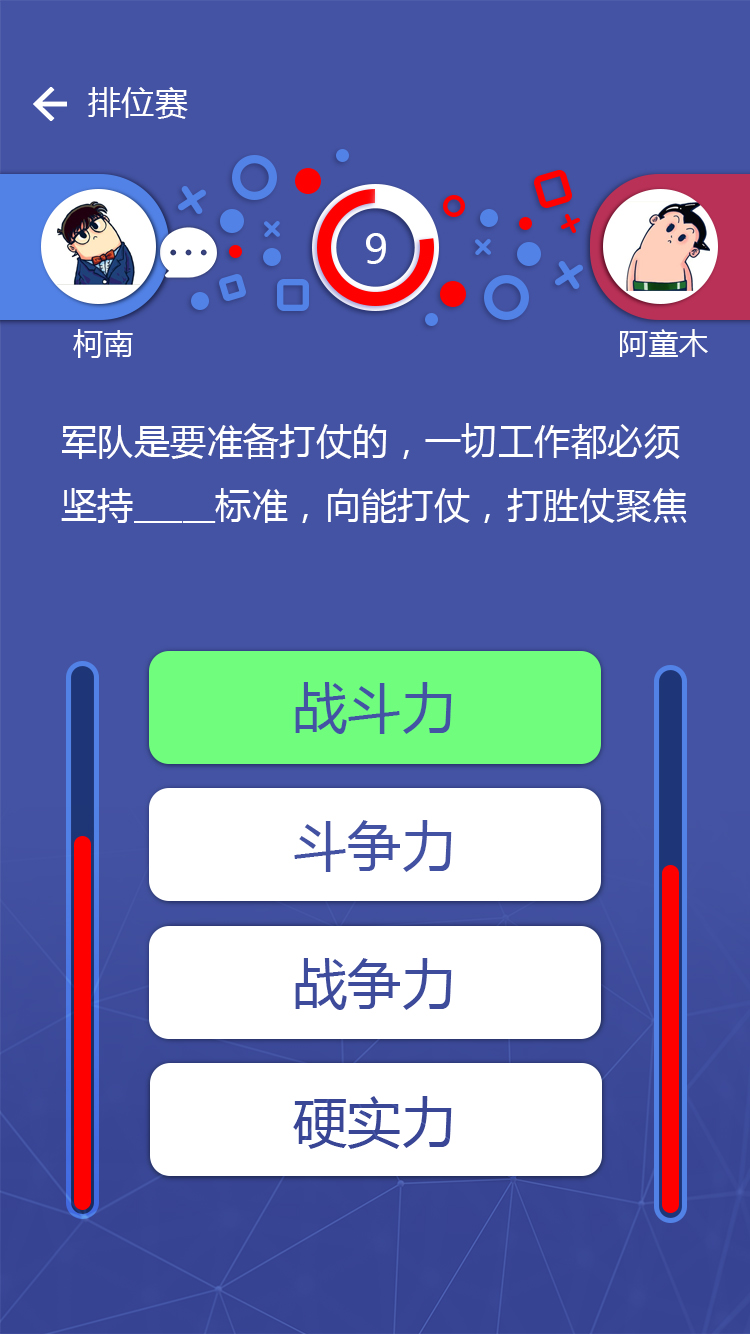 排位赛
9
柯南
阿童木
军队是要准备打仗的，一切工作都必须
坚持____标准，向能打仗，打胜仗聚焦
战斗力
斗争力
战争力
硬实力